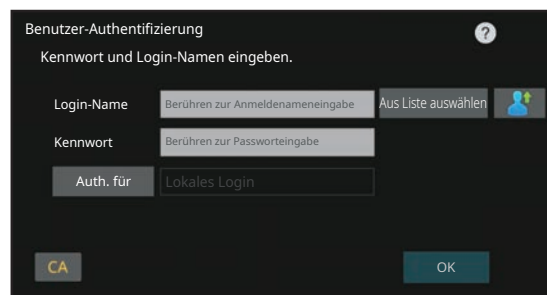 Benutzer-Authentifizierung
?
Kennwort und Login-Namen eingeben.
Login-Name Berühren zur Anmeldenameneingabe Aus Liste auswählen
Kennwort Berühren zur Passworteingabe
Auth. für Lokales Login
CA OK